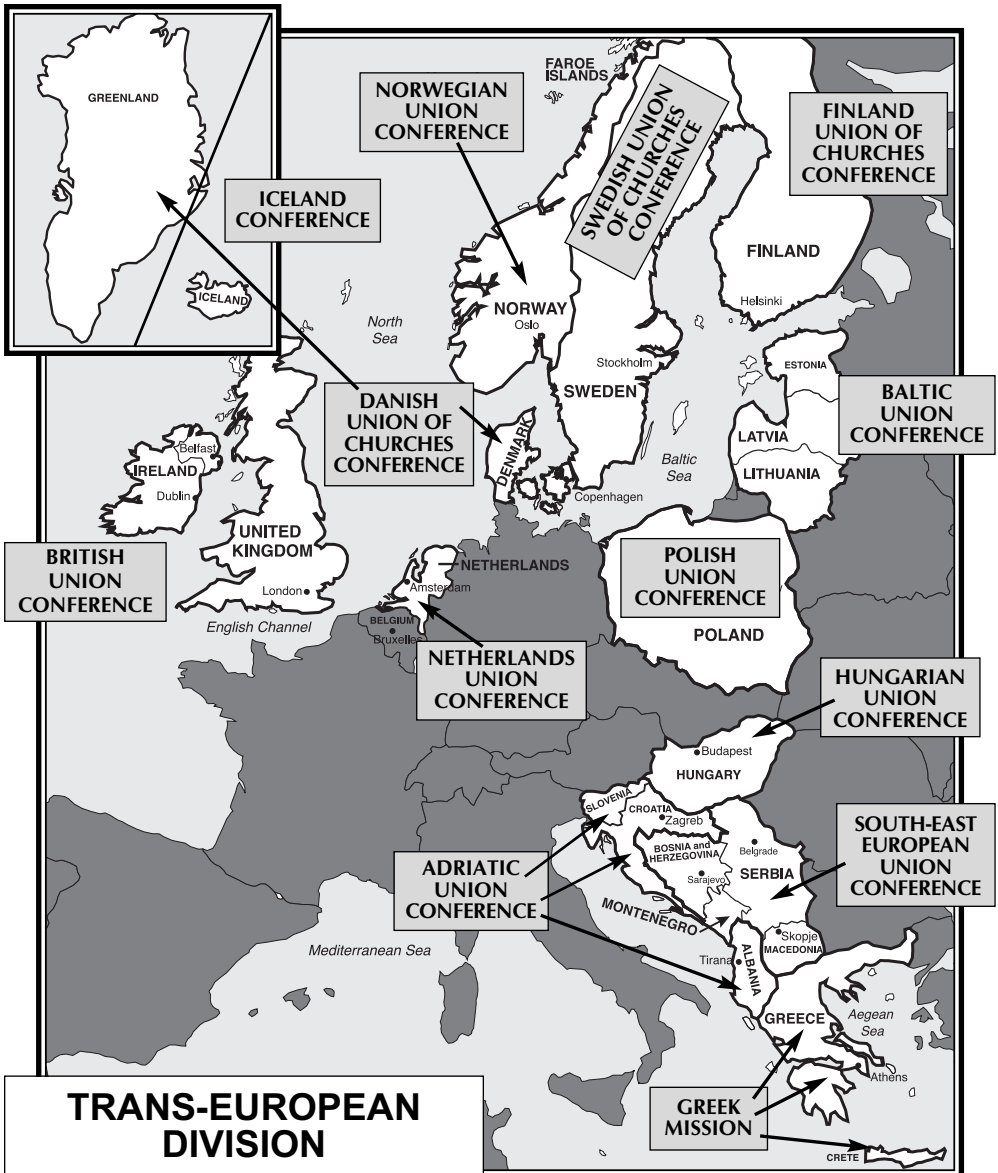 GREENLAND
ICELAND
FAROE
ISLANDS
NORWEGIAN
UNION
CONFERENCE
SWEDISH UNION
OF CHURCHES
CONFERENCE
FINLAND
UNION OF
CHURCHES
CONFERENCE
ICELAND
CONFERENCE
FINLAND
Helsinki
North
Sea
NORWAY
Oslo
Stockholm
SWEDEN
ESTONIA
DANISH
UNION OF
CHURCHES
CONFERENCE
DENMARK
BALTIC
UNION
CONFERENCE
LATVIA
LITHUANIA
Baltic
Sea
Copenhagen
Belfast
IRELAND
Dublin
UNITED
KINGDOM
London
BRITISH
UNION
CONFERENCE
English Channel
NETHERLANDS
Amsterdam
BELGIUM
Bruxelles
POLISH
UNION
CONFERENCE
POLAND
NETHERLANDS
UNION
CONFERENCE
HUNGARIAN
UNION
CONFERENCE
Budapest
HUNGARY
SLOVENIA
CROATIA
Zagreb
BOSNIA and
HERZEGOVINA
Sarajevo
Belgrade
SERBIA
SOUTH-EAST
EUROPEAN
UNION
CONFERENCE
ADRIATIC
UNION
CONFERENCE
MONTENEGRO
Skopje
MACEDONIA
Tirana
ALBANIA
Mediterranean Sea
GREECE
Aegean
Sea
Athens
GREEK
MISSION
CRETE
TRANS-EUROPEAN
DIVISION